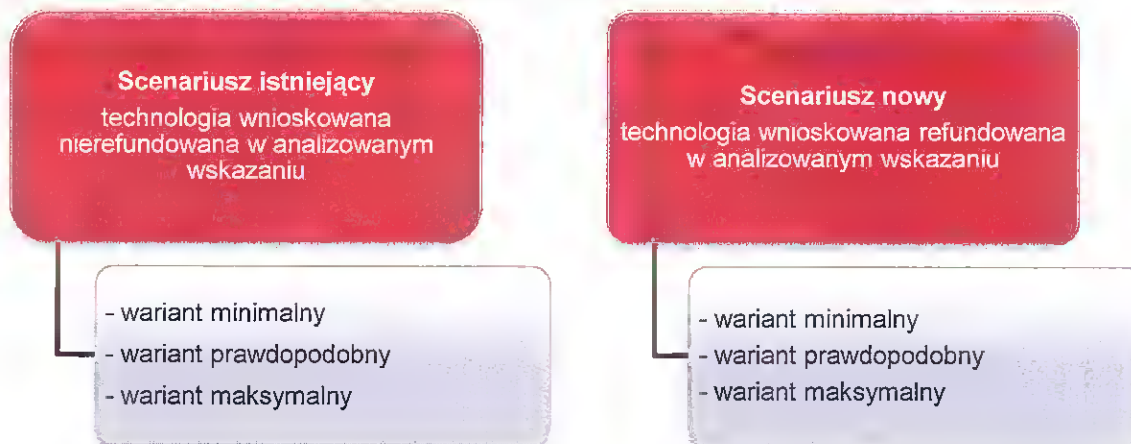 Scenariusz istniejący
technologia wnioskowana
nierefundowana w analizowanym
wskazaniu
- wariant minimalny
- wariant prawdopodobny
- wariant maksymalny
Scenariusz nowy
technologia wnioskowana refundowana
w analizowanym wskazaniu
- wariant minimalny
- wariant prawdopodobny
- wariant maksymalny